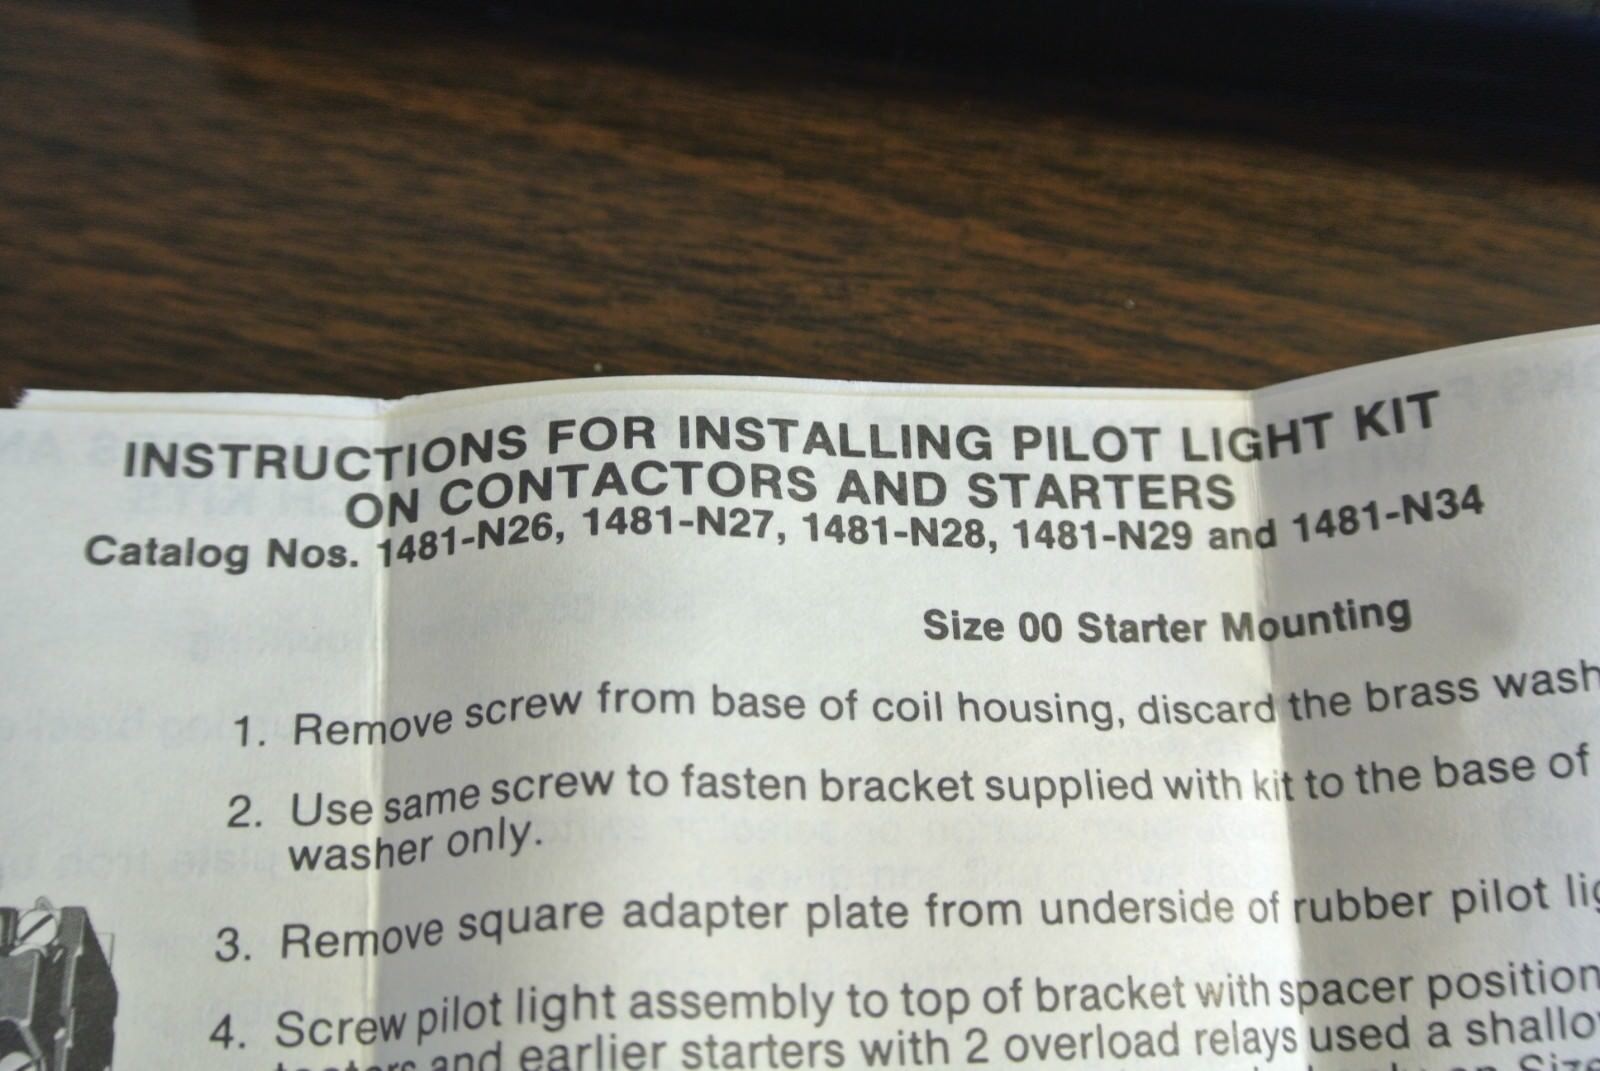 INSTRUCTIONS FOR INSTALLING PILOT LIGHT KIT
ON CONTACTORS AND STARTERS
Catalog Nos. 1481-N26, 1481-N27, 1481-N28, 1481-N29 and 1481-N34
Size 00 Starter Mounting
1. Remove screw from base of coil housing, discard the brass wash
2. Use same screw to fasten bracket supplied with kit to the base of
washer only.
3. Remove square adapter plate from underside of rubber pilot lig
4. Screw pilot light assembly to top of bracket with spacer position
and earlier starters with 2 overload relays used a shallo